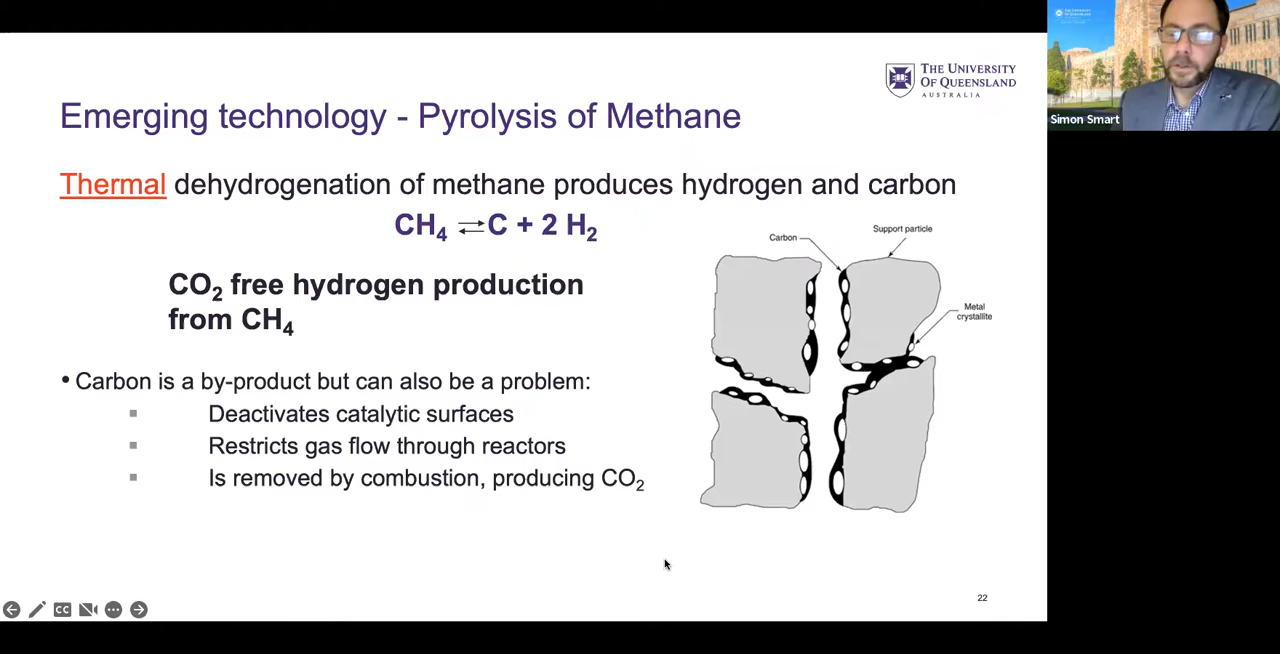 THE UNIVERSITY
OF QUEENSLAND
AUSTRALIA
Emerging technology - Pyrolysis of Methane
Thermal dehydrogenation of methane produces hydrogen and carbon
CH₄ ⇄ C + 2 H₂
CO₂ free hydrogen production
from CH₄
• Carbon is a by-product but can also be a problem:
▪ Deactivates catalytic surfaces
▪ Restricts gas flow through reactors
▪ Is removed by combustion, producing CO₂
Carbon
Support particle
Metal
crystallite
22
CC
Simon Smart